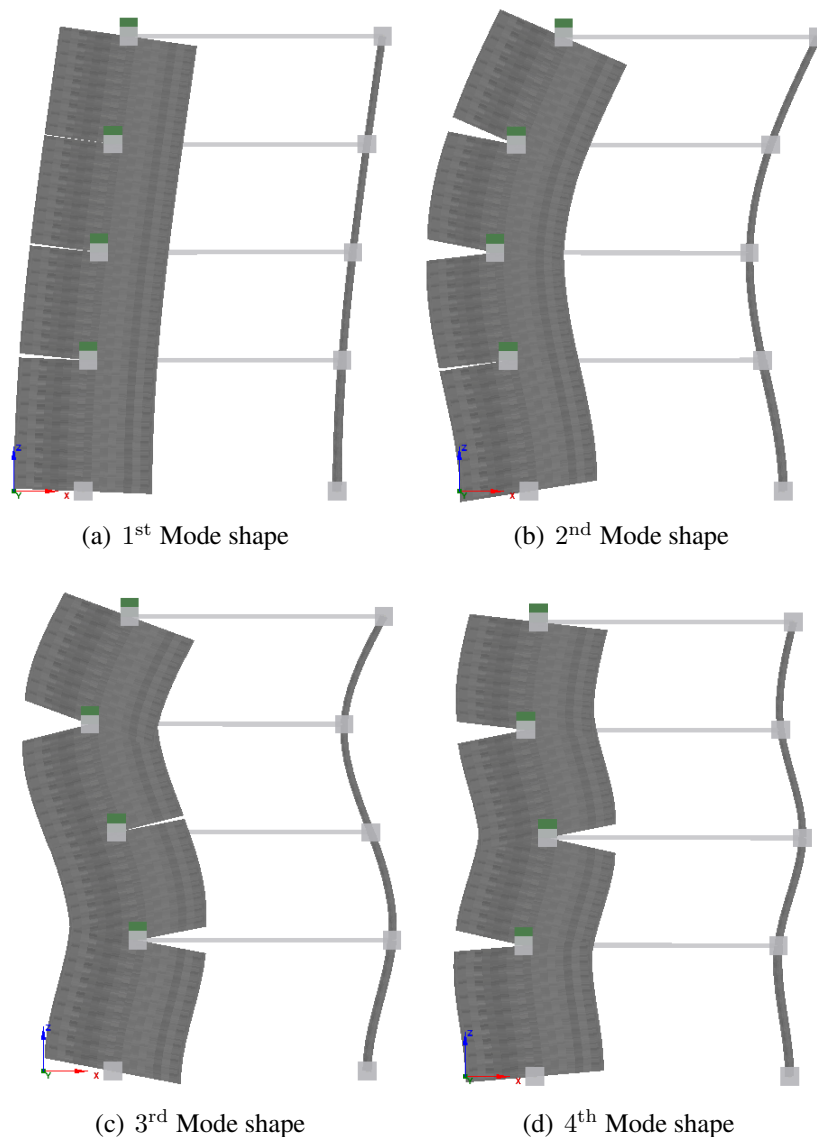 Z
Y
X
Z
Y
X
(a) 1st Mode shape
(b) 2nd Mode shape
Z
Y
X
Z
Y
X
(c) 3rd Mode shape
(d) 4th Mode shape